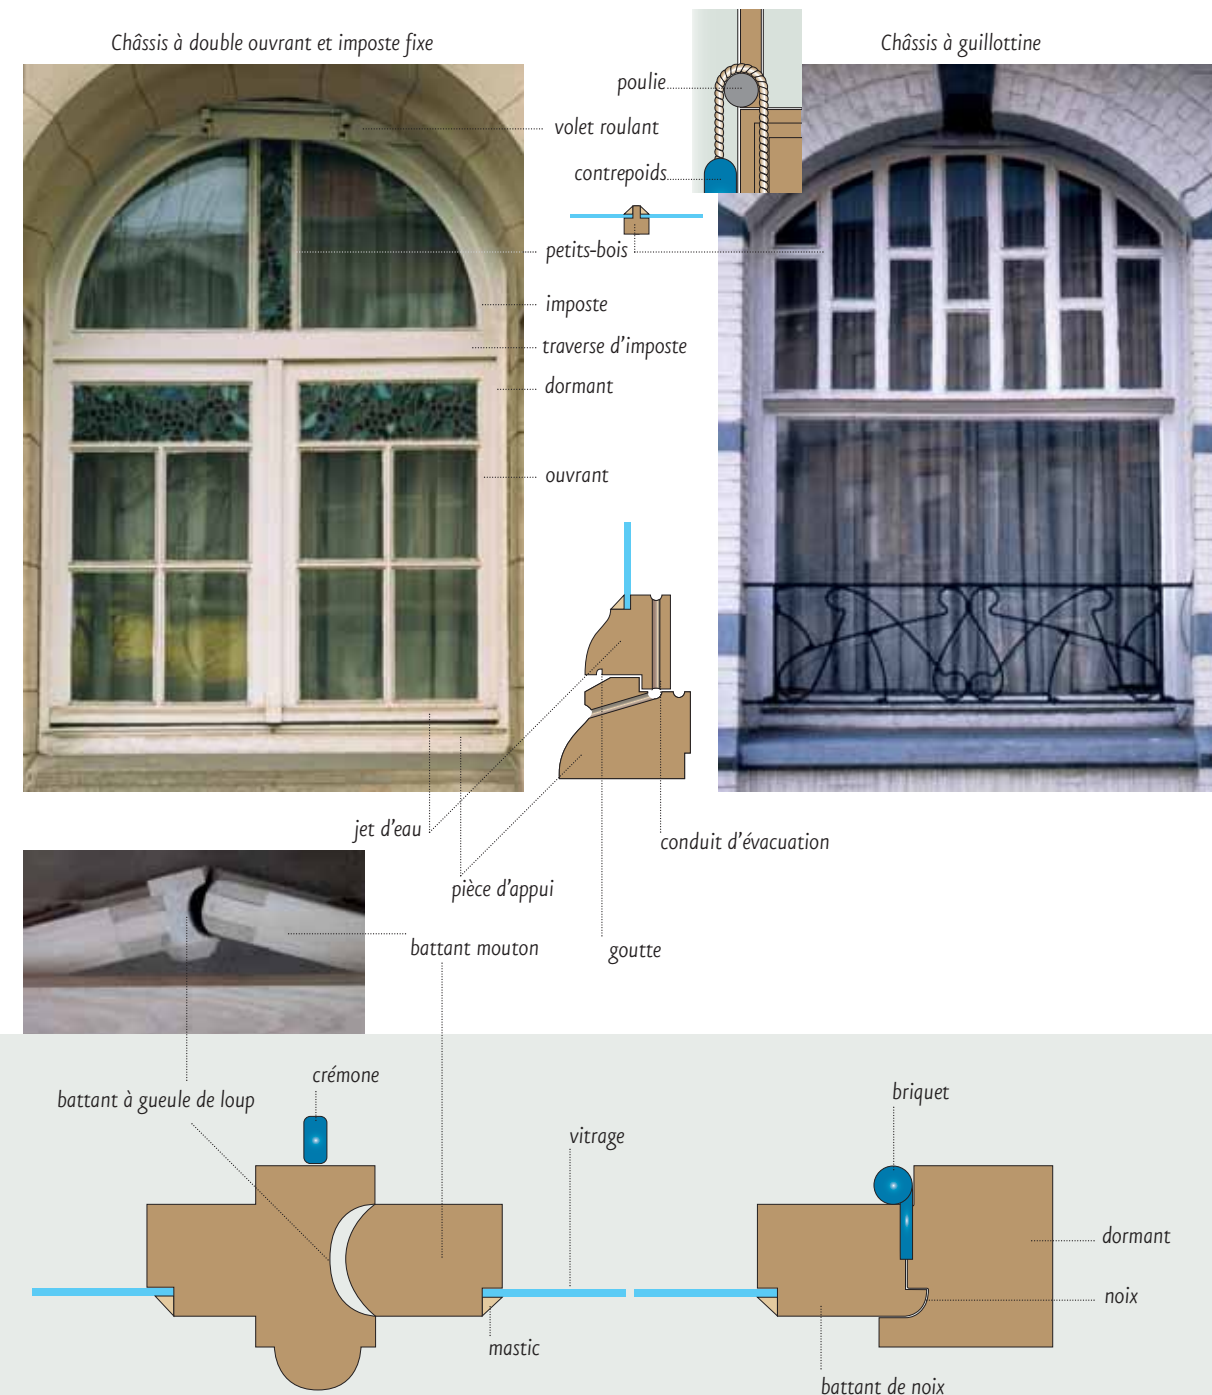 Châssis à double ouvrant et imposte fixe
Châssis à guillottine
poulie
volet roulant
contrepoids
petits-bois
imposte
traverse d'imposte
dormant
ouvrant
jet d'eau
conduit d'évacuation
pièce d'appui
battant mouton
goutte
crémone
battant à gueule de loup
briquet
vitrage
dormant
noix
mastic
battant de noix